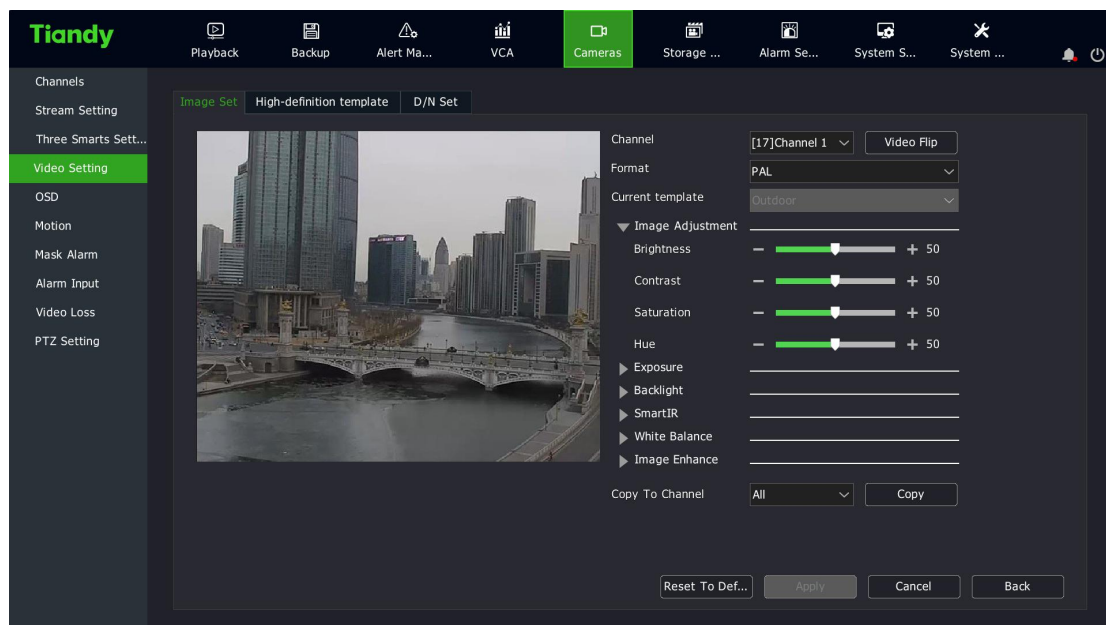 Tiandy
Playback
Backup
Alert Ma...
VCA
Cameras
Storage ...
Alarm Se...
System S...
System ...
Channels
Stream Setting
Three Smarts Sett...
Video Setting
OSD
Motion
Mask Alarm
Alarm Input
Video Loss
PTZ Setting
Image Set
High-definition template
D/N Set
Channel
[17]Channel 1
Video Flip
Format
PAL
Current template
Outdoor
Image Adjustment
Brightness
50
Contrast
50
Saturation
50
Hue
50
Exposure
Backlight
SmartIR
White Balance
Image Enhance
Copy To Channel
All
Copy
Reset To Def...
Apply
Cancel
Back